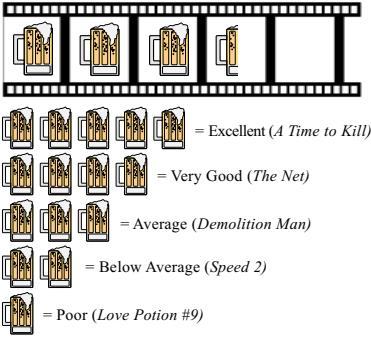 = Excellent (A Time to Kill)
= Very Good (The Net)
= Average (Demolition Man)
= Below Average (Speed 2)
= Poor (Love Potion #9)